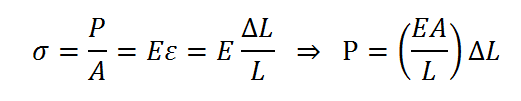 σ = P/A = Eε = E ΔL/L ⇒ P = (EA/L) ΔL